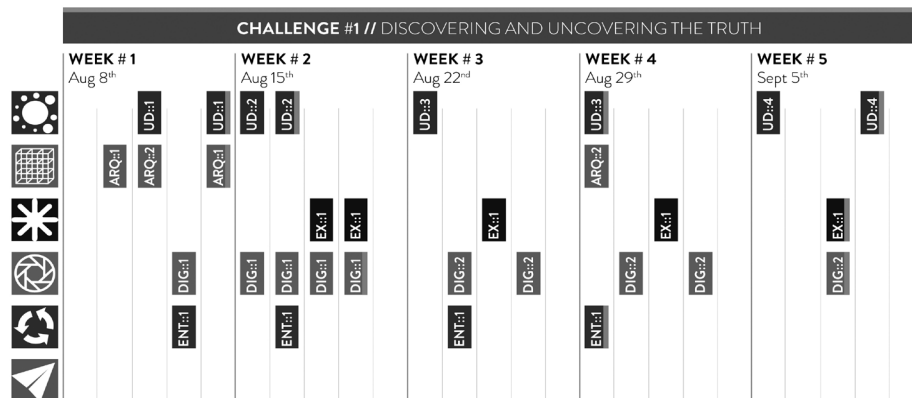 CHALLENGE #1 // DISCOVERING AND UNCOVERING THE TRUTH
WEEK # 1
Aug 8th
WEEK # 2
Aug 15th
WEEK # 3
Aug 22nd
WEEK # 4
Aug 29th
WEEK # 5
Sept 5th
UD::1 UD::1 UD::2 UD::2 UD::3 UD::3 UD::4 UD::4
ARQ::1 ARQ::2 ARQ::1 ARQ::2
EX::1 EX::1 EX::1 EX::1 EX::1
DIG::1 DIG::1 DIG::1 DIG::1 DIG::1 DIG::2 DIG::2 DIG::2 DIG::2 DIG::2
ENT::1 ENT::1 ENT::1 ENT::1